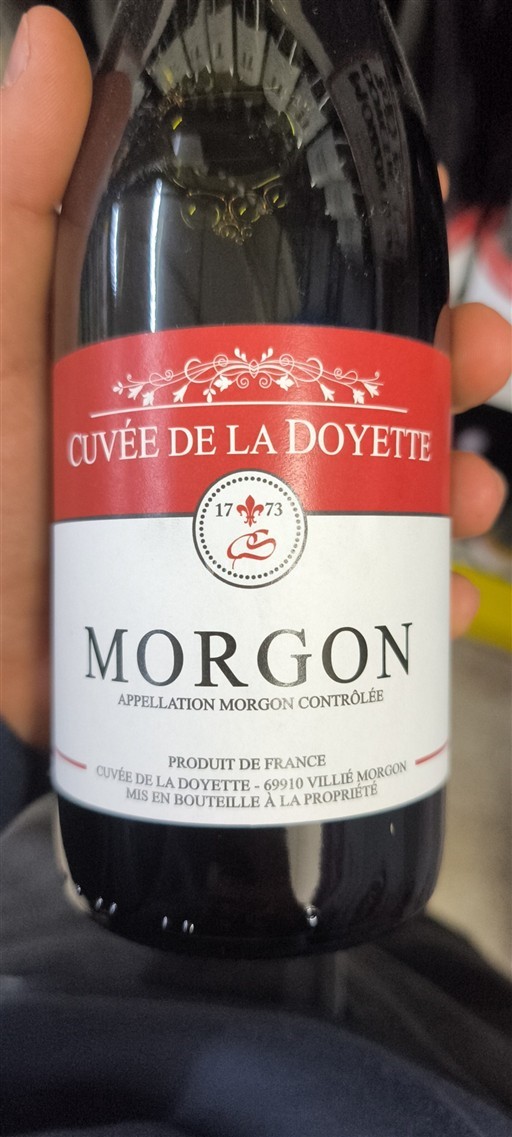 CUVÉE DE LA DOYETTE
17 73
MORGON
APPELLATION MORGON CONTRÔLÉE
PRODUIT DE FRANCE
CUVÉE DE LA DOYETTE - 69910 VILLIÉ MORGON
MIS EN BOUTEILLE À LA PROPRIÉTÉ